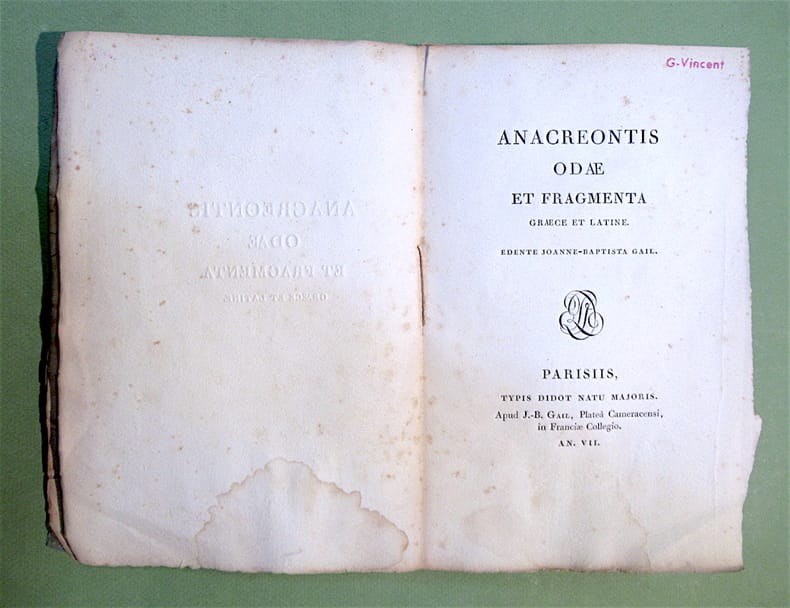 G-Vincent
ANACREONTIS
ODÆ
ET FRAGMENTA
GRÆCE ET LATINE.
EDENTE JOANNE-BAPTISTA GAIL.
PARISIIS,
TYPIS DIDOT NATU MAJORIS.
Apud J.-B. GAIL, Plateâ Cameracensi,
in Franciæ Collegio.
AN. VII.